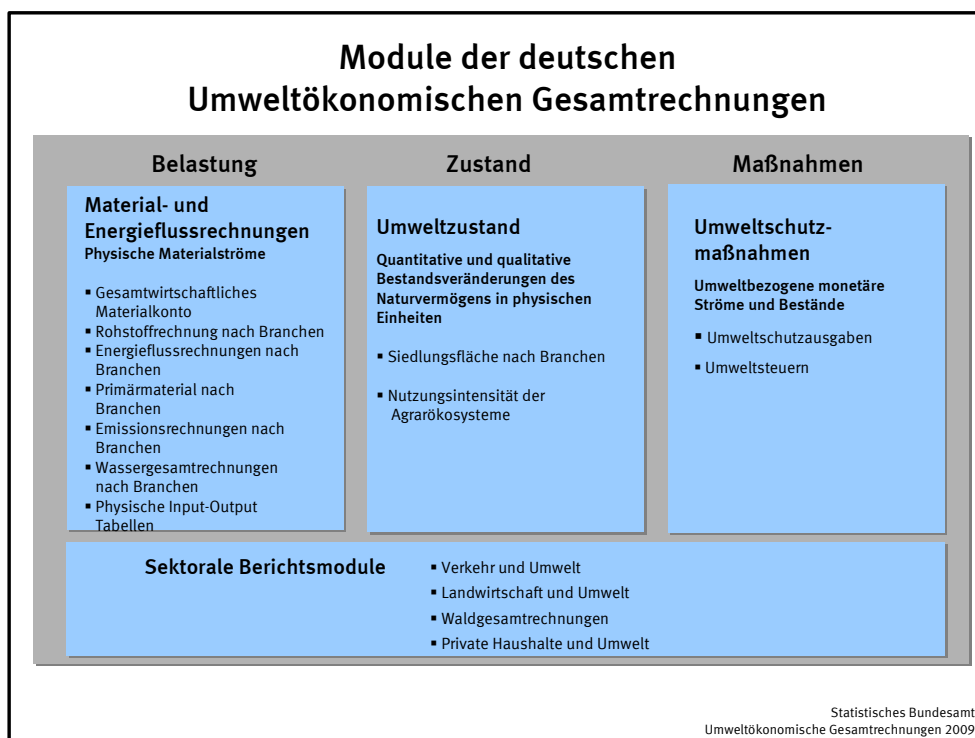 Module der deutschen
Umweltökonomischen Gesamtrechnungen
Belastung
Material- und
Energieflussrechnungen
Physische Materialströme
▪ Gesamtwirtschaftliches
Materialkonto
▪ Rohstoffrechnung nach Branchen
▪ Energieflussrechnungen nach
Branchen
▪ Primärmaterial nach
Branchen
▪ Emissionsrechnungen nach
Branchen
▪ Wassergesamtrechnungen
nach Branchen
▪ Physische Input-Output
Tabellen
Zustand
Umweltzustand
Quantitative und qualitative
Bestandsveränderungen des
Naturvermögens in physischen
Einheiten
▪ Siedlungsfläche nach Branchen
▪ Nutzungsintensität der
Agrarökosysteme
Maßnahmen
Umweltschutz-
maßnahmen
Umweltbezogene monetäre
Ströme und Bestände
▪ Umweltschutzausgaben
▪ Umweltsteuern
Sektorale Berichtsmodule
▪ Verkehr und Umwelt
▪ Landwirtschaft und Umwelt
▪ Waldgesamtrechnungen
▪ Private Haushalte und Umwelt
Statistisches Bundesamt
Umweltökonomische Gesamtrechnungen 2009